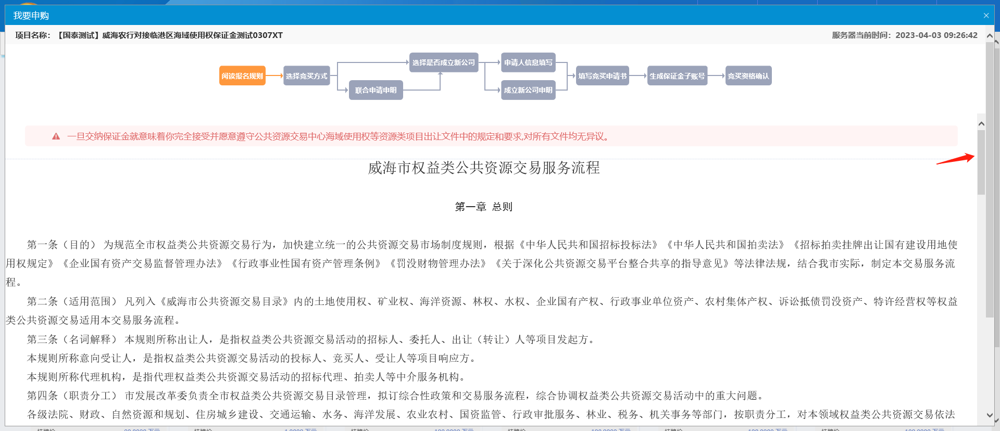 我要申购
项目名称：【国泰测试】威海农行对接临港区海域使用权保证金测试0307XT
服务器当前时间：2023-04-03 09:26:42
阅读报名规则
选择竞买方式
选择是否成立新公司
联合申请申明
申请人信息填写
成立新公司申明
填写竞买申请书
生成保证金子账号
竞买资格确认
一旦交纳保证金就意味着你完全接受并愿意遵守公共资源交易中心海域使用权等资源类项目出让文件中的规定和要求,对所有文件均无异议。
威海市权益类公共资源交易服务流程
第一章 总则
第一条（目的） 为规范全市权益类公共资源交易行为，加快建立统一的公共资源交易市场制度规则，根据《中华人民共和国招标投标法》《中华人民共和国拍卖法》《招标拍卖挂牌出让国有建设用地使
用权规定》《企业国有资产交易监督管理办法》《行政事业性国有资产管理条例》《罚没财物管理办法》《关于深化公共资源交易平台整合共享的指导意见》等法律法规，结合我市实际，制定本交易服务流
程。
第二条（适用范围） 凡列入《威海市公共资源交易目录》内的土地使用权、矿业权、海洋资源、林权、水权、企业国有产权、行政事业单位资产、农村集体产权、诉讼抵债罚没资产、特许经营权等权益
类公共资源交易适用本交易服务流程。
第三条（名词解释） 本规则所称出让人，是指权益类公共资源交易活动的招标人、委托人、出让（转让）人等项目发起方。
本规则所称意向受让人，是指权益类公共资源交易活动的投标人、竞买人、受让人等项目响应方。
本规则所称代理机构，是指代理权益类公共资源交易活动的招标代理、拍卖人等中介服务机构。
第四条（职责分工） 市发展改革委负责全市权益类公共资源交易目录管理，拟订综合性政策和交易服务流程，综合协调权益类公共资源交易活动中的重大问题。
各级法院、财政、自然资源和规划、住房城乡建设、交通运输、水务、海洋发展、农业农村、国资监管、行政审批服务、林业、税务、机关事务等部门，按职责分工，对本领域权益类公共资源交易依法